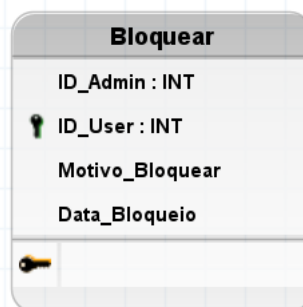 Bloquear
ID_Admin : INT
ID_User : INT
Motivo_Bloquear
Data_Bloqueio